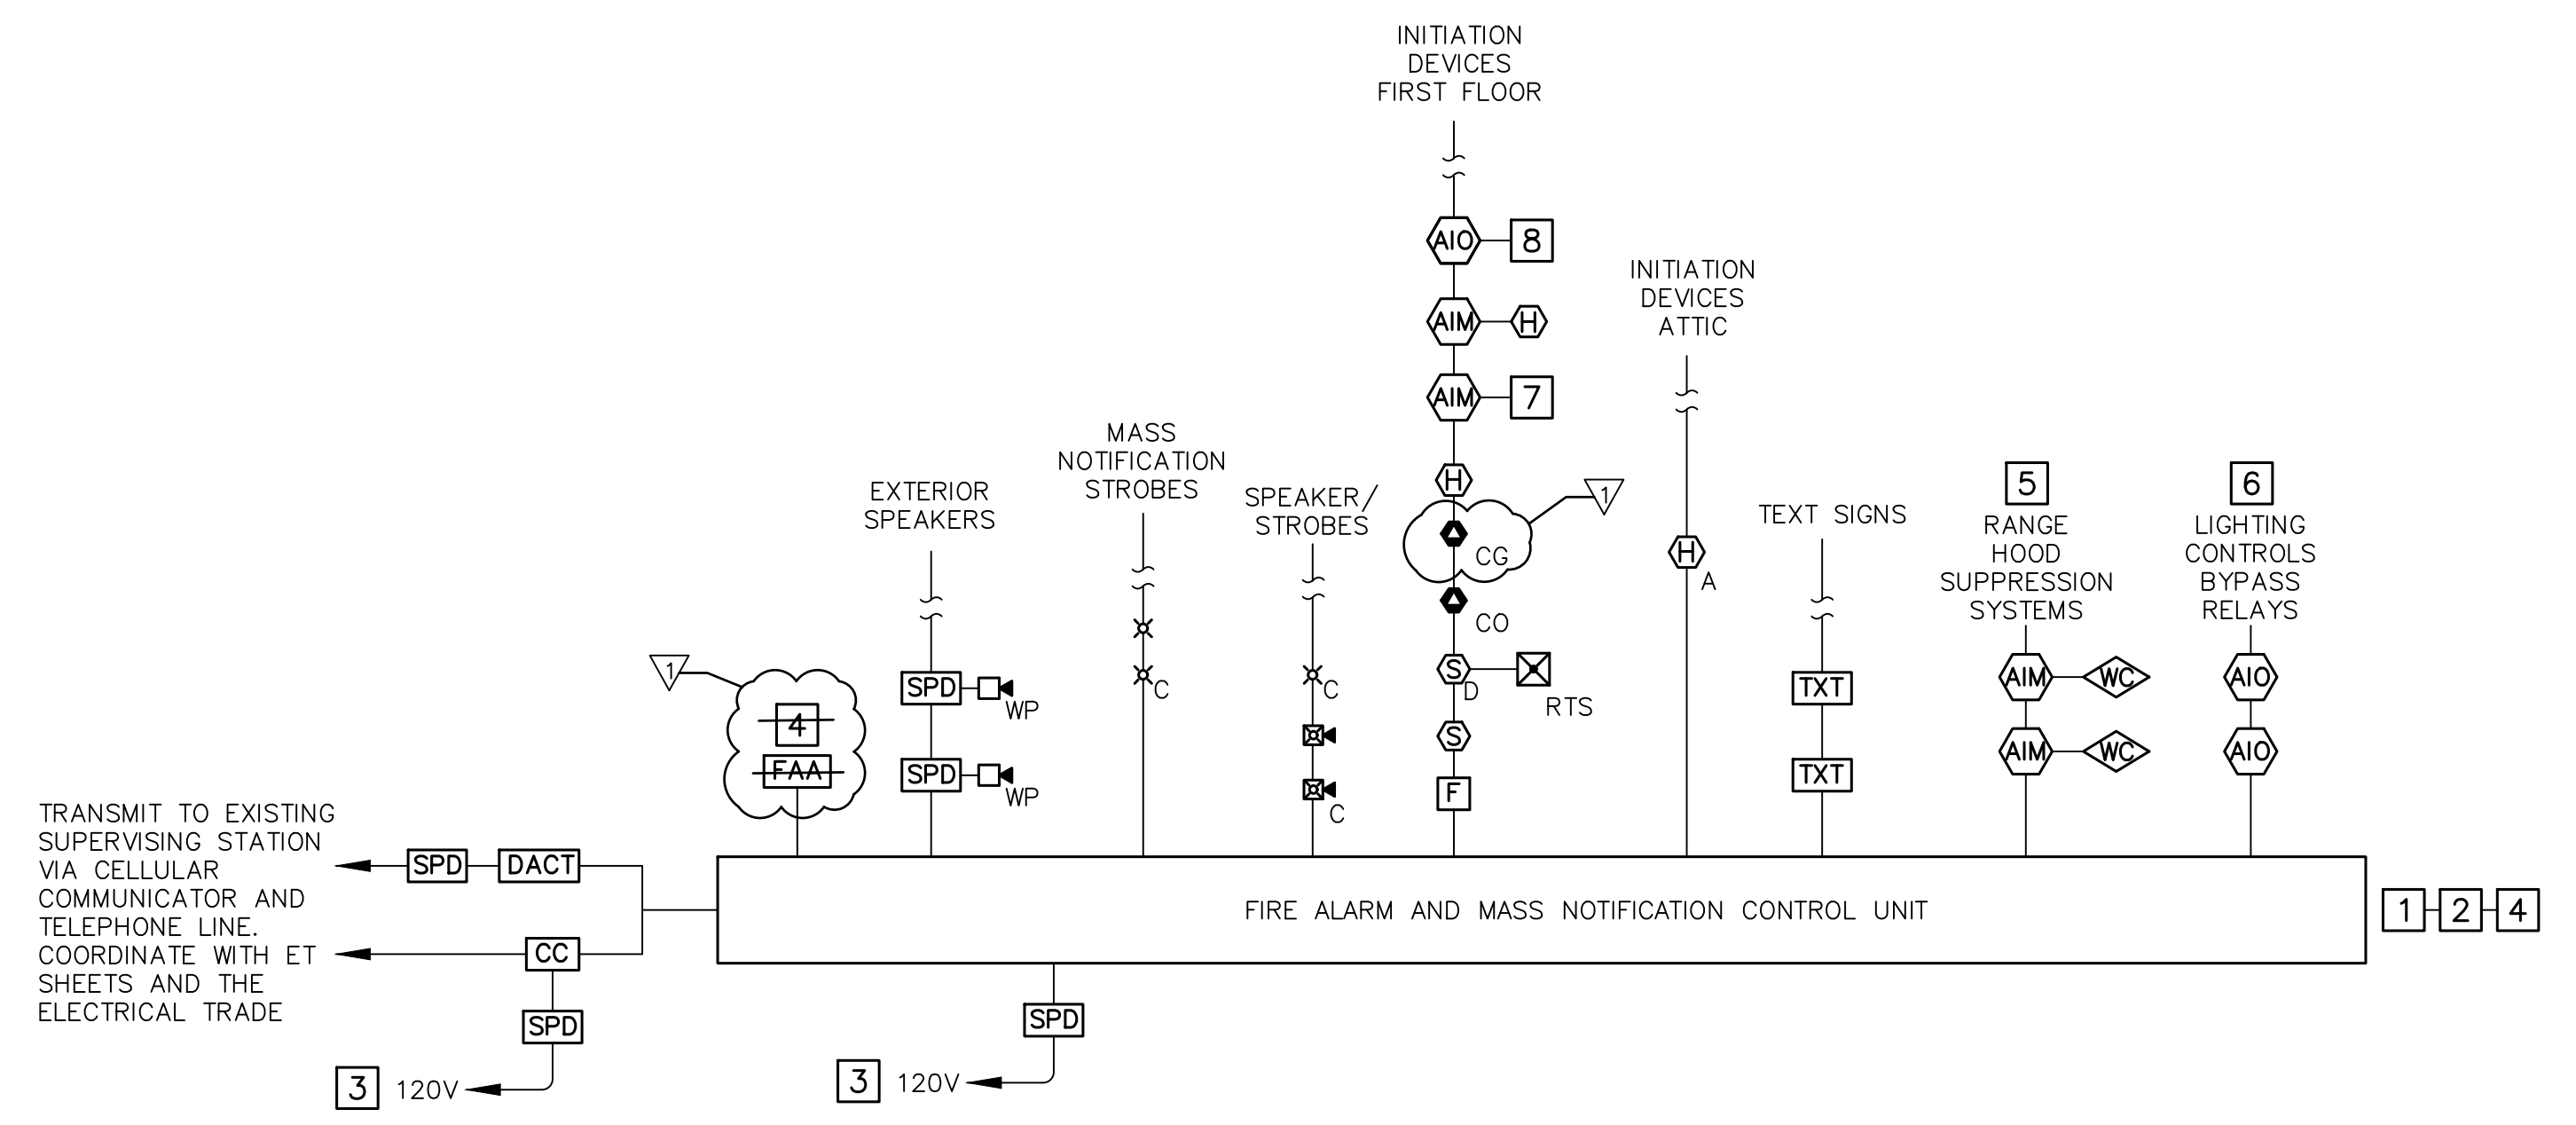 INITIATION
DEVICES
FIRST FLOOR
AIO 8
AIM H
AIM 7
H
1
CG
CO
S D RTS
S
F
INITIATION
DEVICES
ATTIC
H
A
MASS
NOTIFICATION
STROBES
C
EXTERIOR
SPEAKERS
SPD WP
SPD WP
SPEAKER/
STROBES
C
C
TEXT SIGNS
TXT
TXT
5
RANGE
HOOD
SUPPRESSION
SYSTEMS
AIM WC
AIM WC
6
LIGHTING
CONTROLS
BYPASS
RELAYS
AIO
AIO
1
4
FAA
TRANSMIT TO EXISTING
SUPERVISING STATION
VIA CELLULAR
COMMUNICATOR AND
TELEPHONE LINE.
COORDINATE WITH ET
SHEETS AND THE
ELECTRICAL TRADE
SPD DACT
CC
SPD
3 120V
FIRE ALARM AND MASS NOTIFICATION CONTROL UNIT
1 2 4
SPD
3 120V